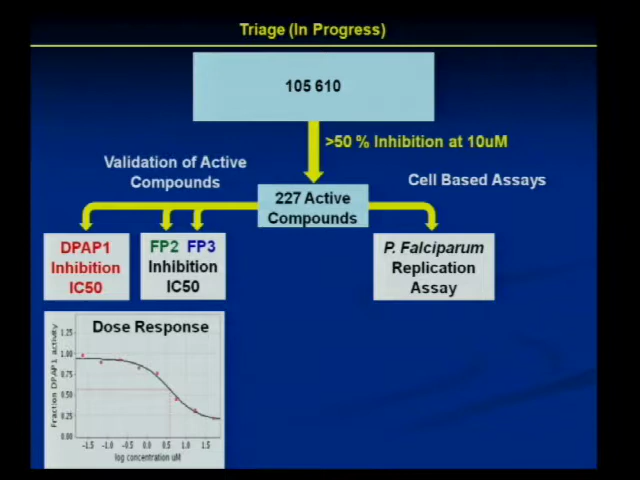 Triage (In Progress)
105 610
>50 % Inhibition at 10uM
Validation of Active
Compounds
Cell Based Assays
227 Active
Compounds
DPAP1
Inhibition
IC50
FP2 FP3
Inhibition
IC50
P. Falciparum
Replication
Assay
Dose Response
Fraction DPAP1 activity
1.25
1.00
0.75
0.50
0.25
0.00
-1.5 -1.0 -0.5 0.0 0.5 1.0 1.5
log concentration uM